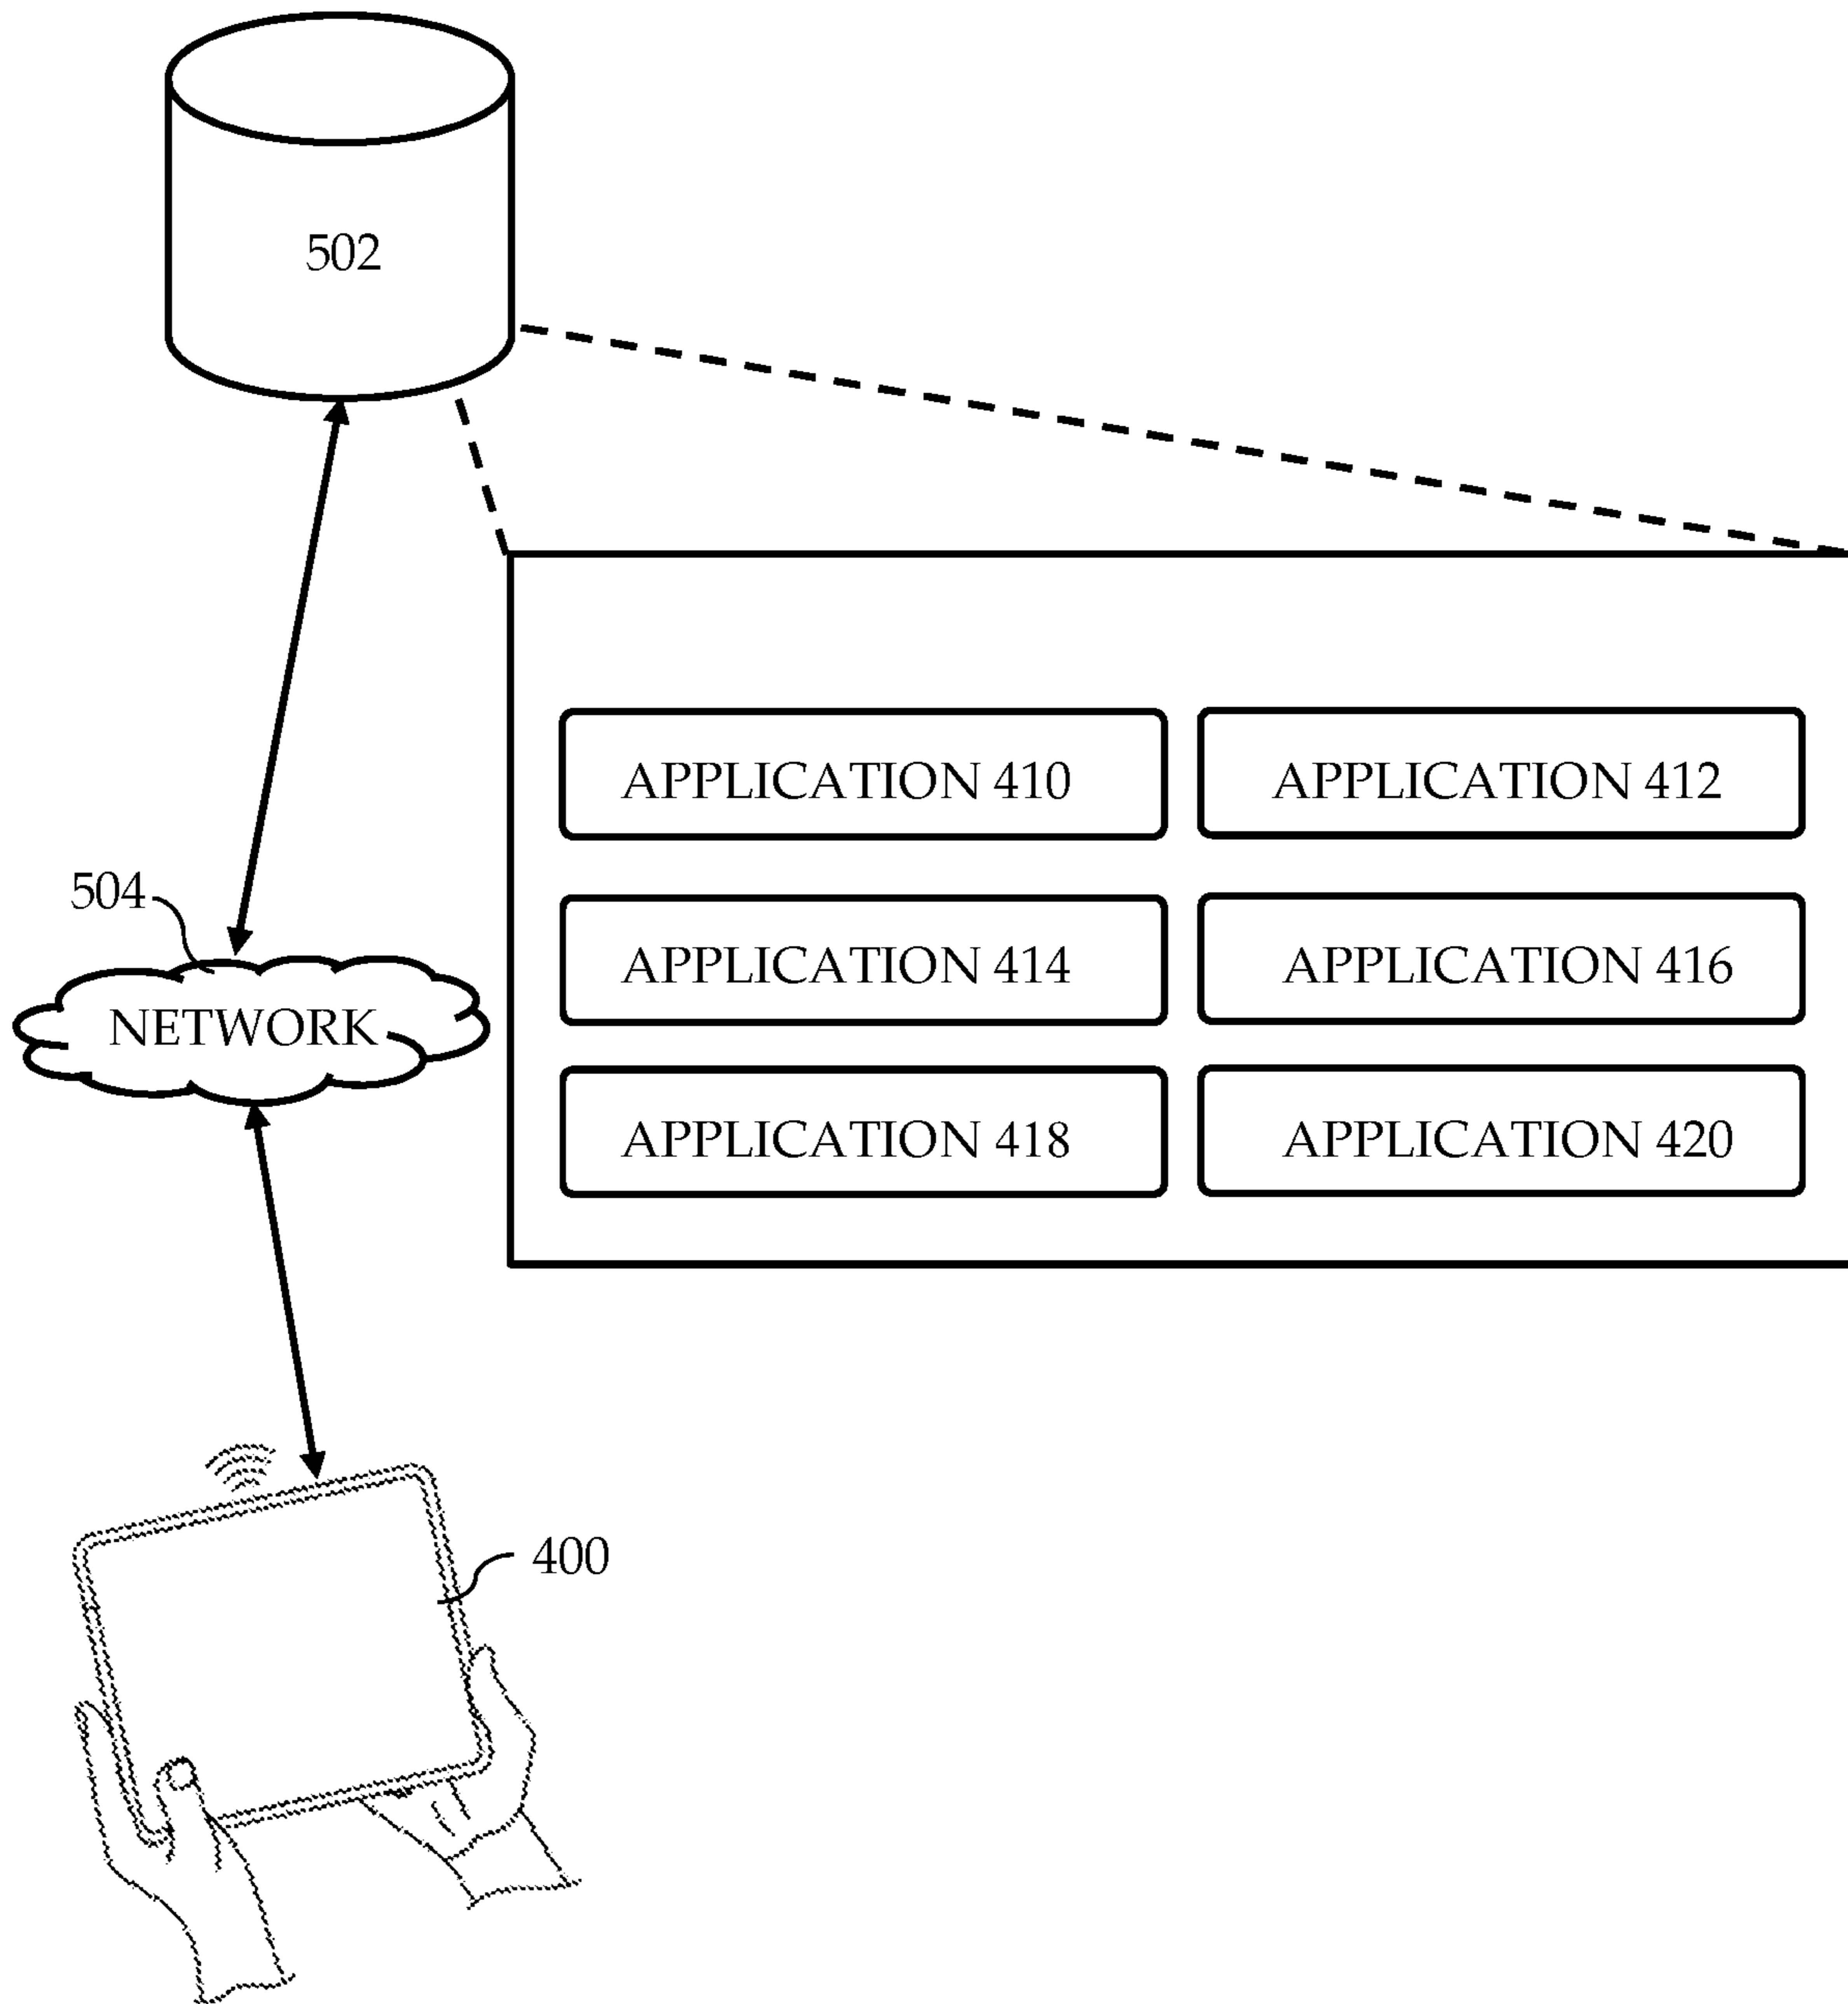 502
APPLICATION 410
APPLICATION 412
504
APPLICATION 414
APPLICATION 416
NETWORK
APPLICATION 418
APPLICATION 420
400